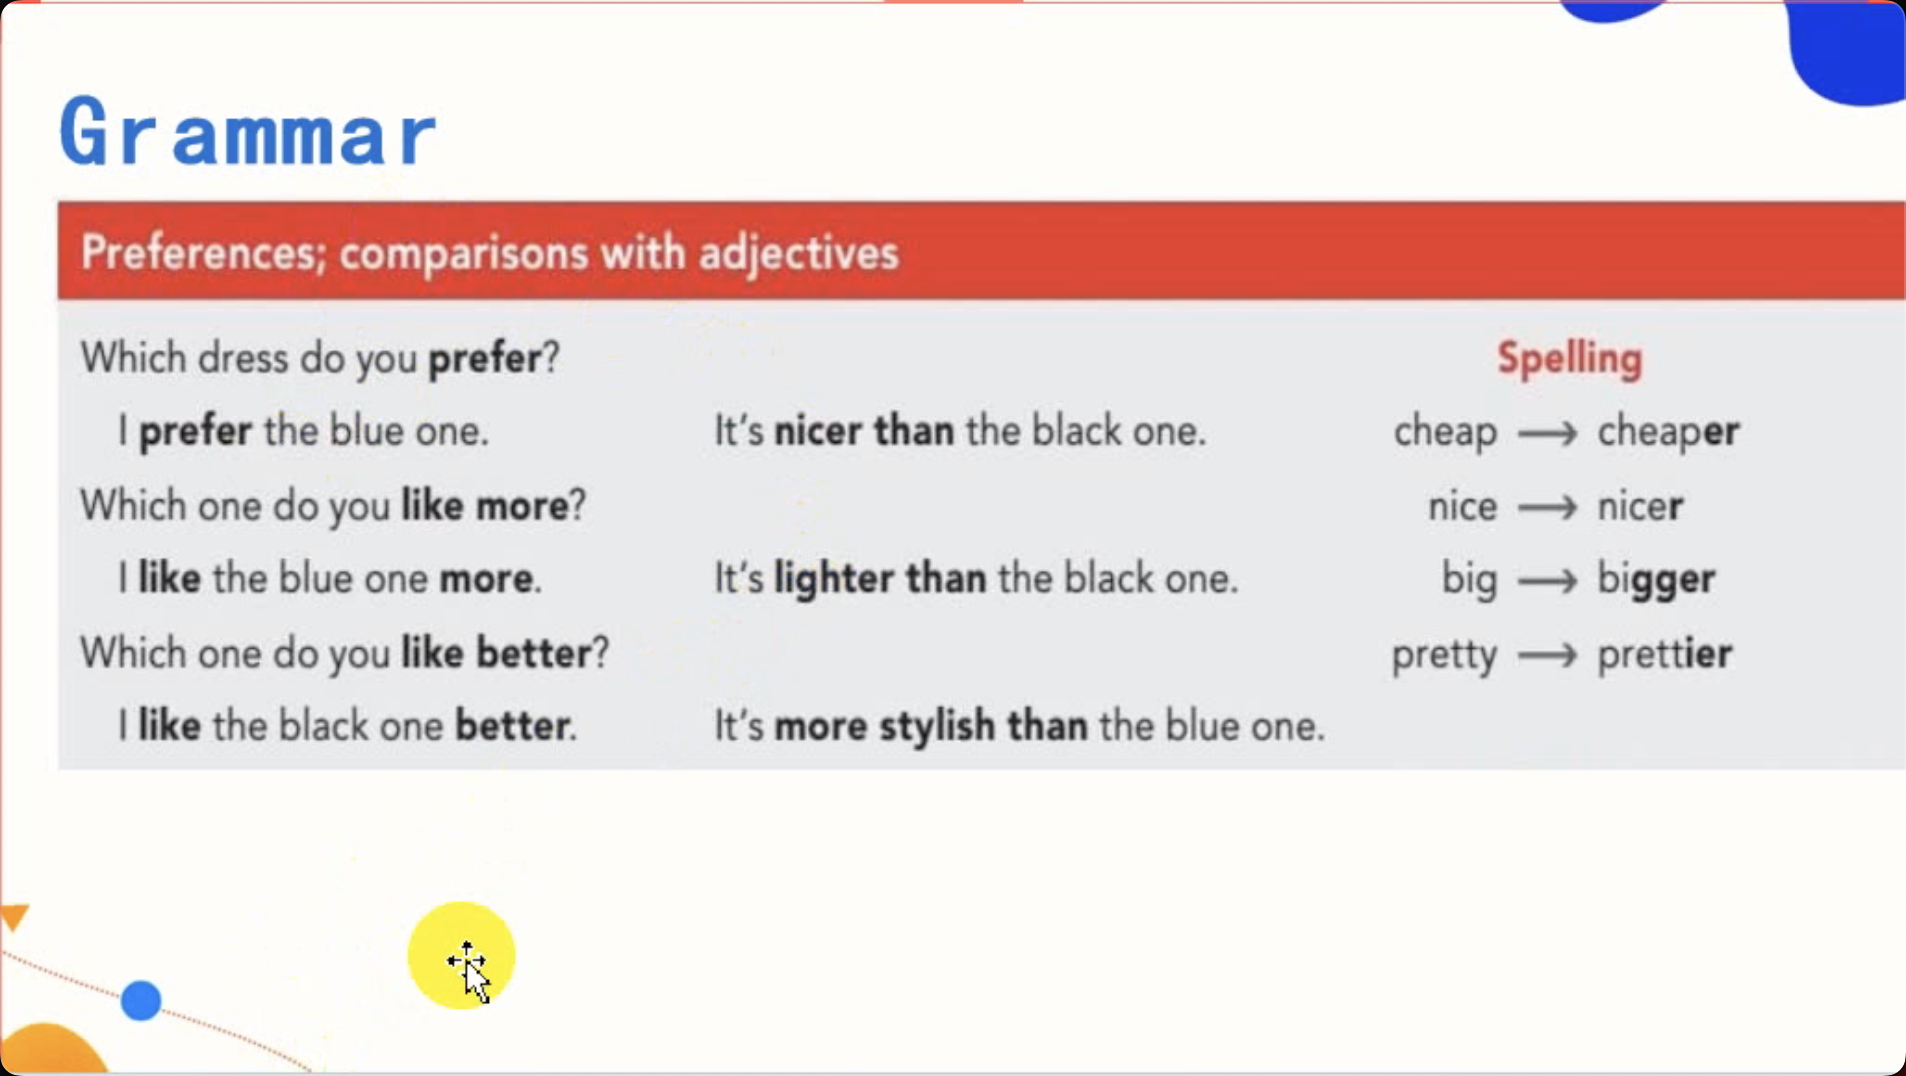 Grammar
Preferences; comparisons with adjectives
Which dress do you prefer?
I prefer the blue one. It's nicer than the black one.
Which one do you like more?
I like the blue one more. It's lighter than the black one.
Which one do you like better?
I like the black one better. It's more stylish than the blue one.
Spelling
cheap → cheaper
nice → nicer
big → bigger
pretty → prettier